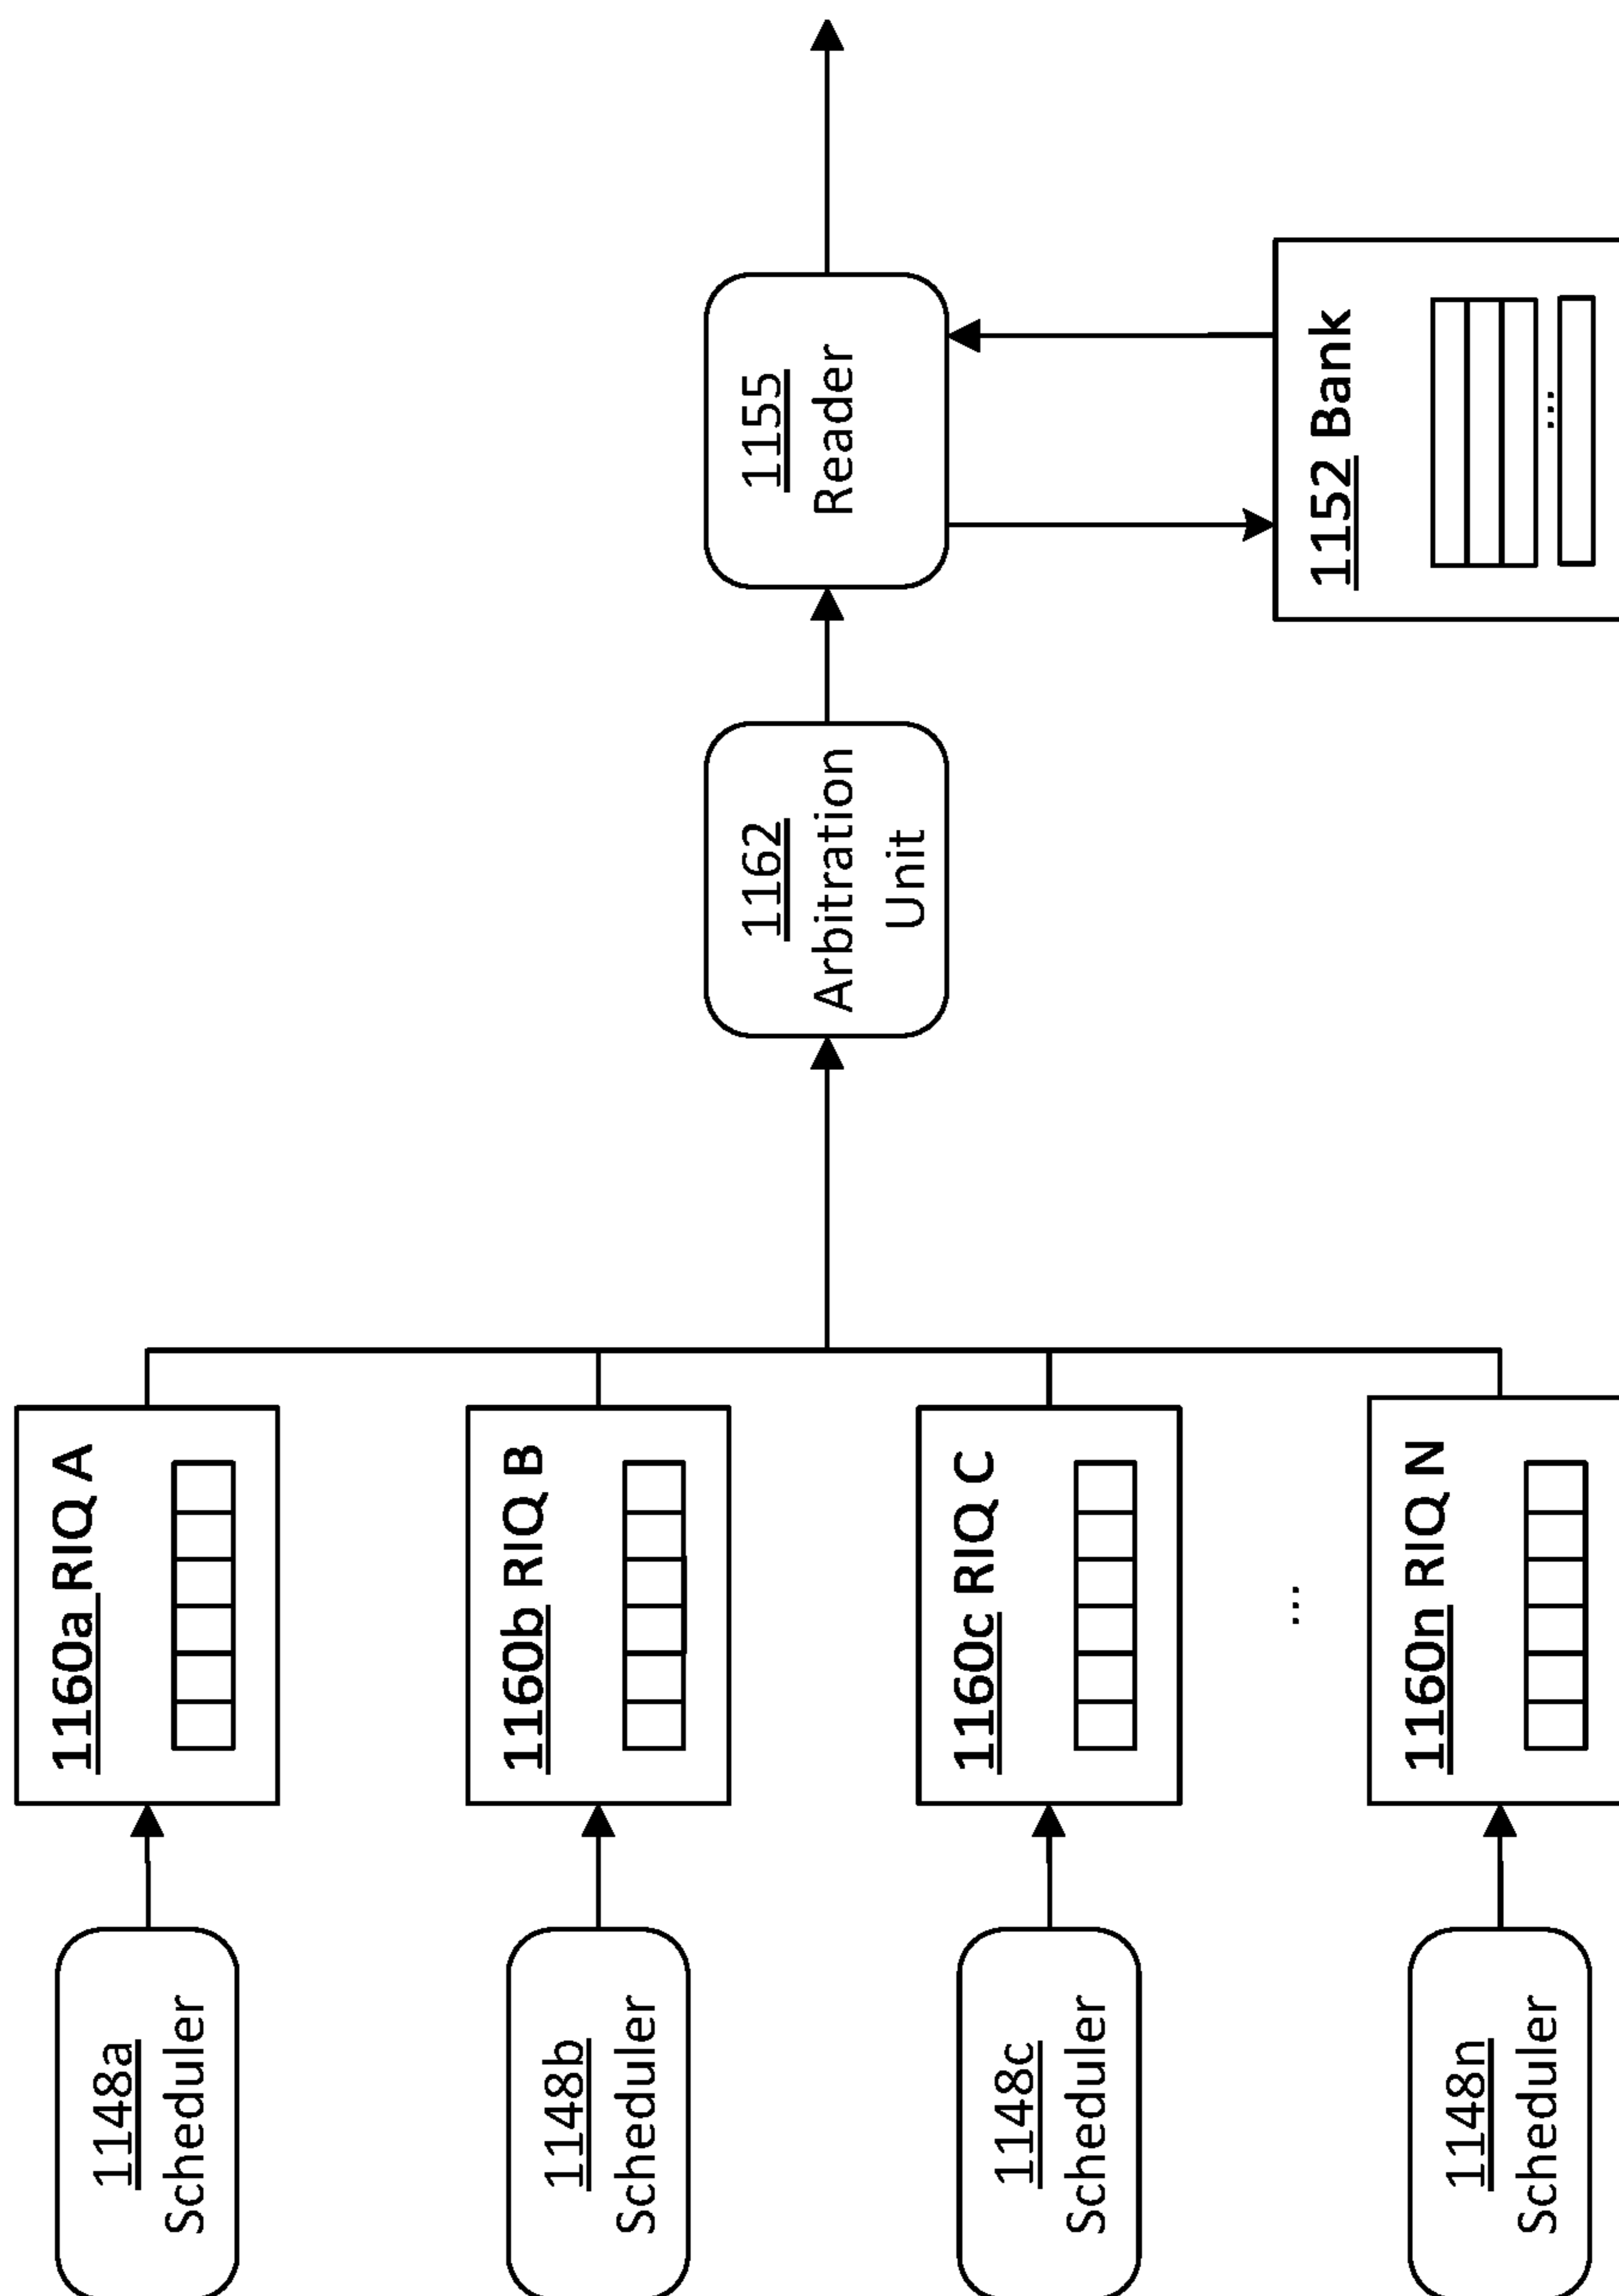 1148a
Scheduler
1160a RIQ A
1148b
Scheduler
1160b RIQ B
1148c
Scheduler
1160c RIQ C
...
1148n
Scheduler
1160n RIQ N
1162
Arbitration
Unit
1155
Reader
1152 Bank
...